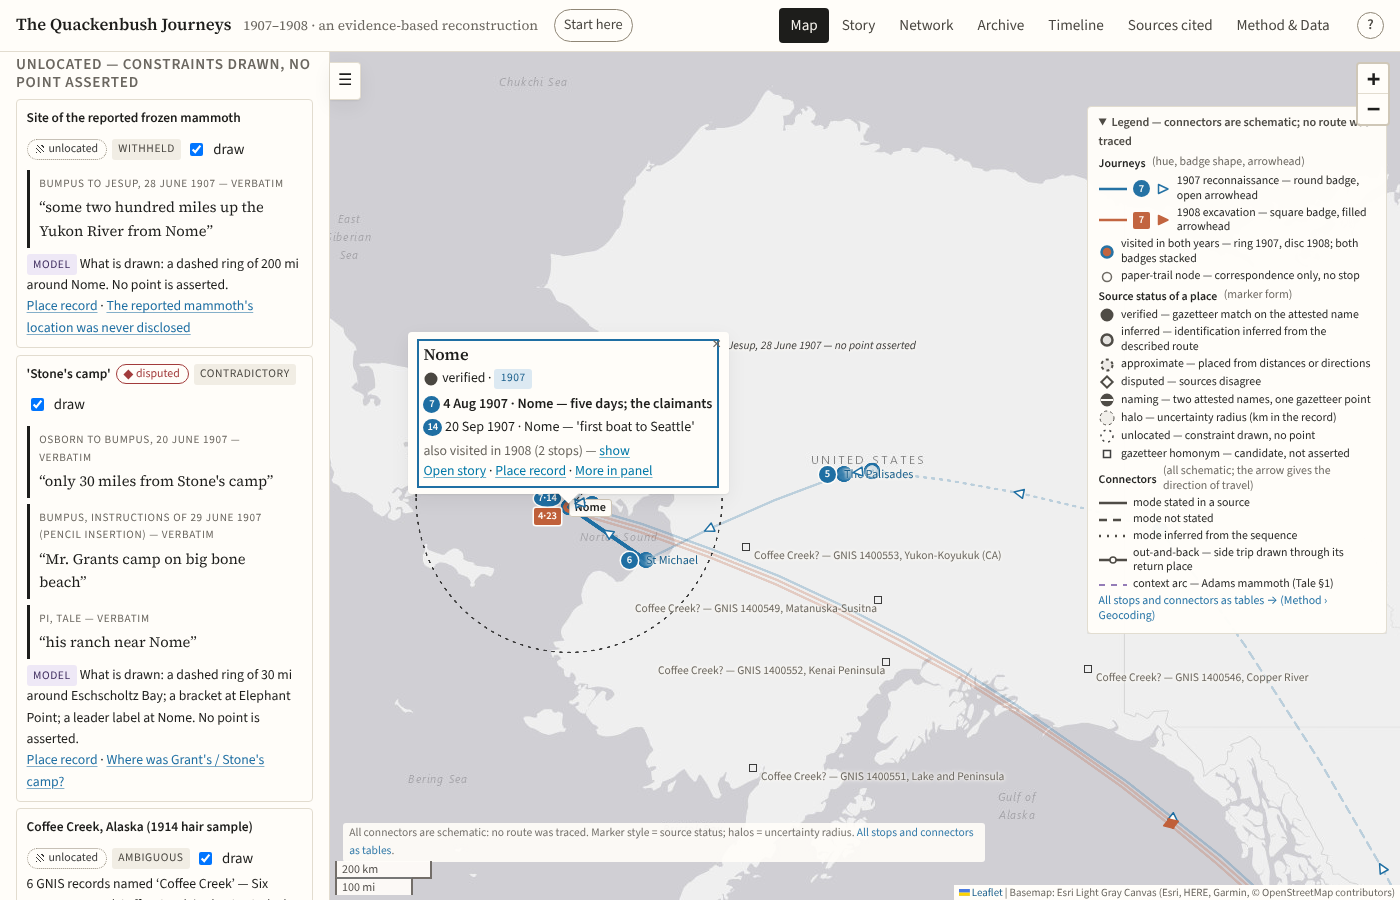 The Quackenbush Journeys 1907–1908 · an evidence-based reconstruction Start here Map Story Network Archive Timeline Sources cited Method & Data ?
UNLOCATED — CONSTRAINTS DRAWN, NO
POINT ASSERTED
Site of the reported frozen mammoth
unlocated WITHHELD draw
BUMPUS TO JESUP, 28 JUNE 1907 — VERBATIM
“some two hundred miles up the
Yukon River from Nome”
MODEL What is drawn: a dashed ring of 200 mi
around Nome. No point is asserted.
Place record · The reported mammoth's
location was never disclosed
'Stone's camp' disputed CONTRADICTORY
draw
OSBORN TO BUMPUS, 20 JUNE 1907 —
VERBATIM
“only 30 miles from Stone's camp”
BUMPUS, INSTRUCTIONS OF 29 JUNE 1907
(PENCIL INSERTION) — VERBATIM
“Mr. Grants camp on big bone
beach”
PI, TALE — VERBATIM
“his ranch near Nome”
MODEL What is drawn: a dashed ring of 30 mi
around Eschscholtz Bay; a bracket at Elephant
Point; a leader label at Nome. No point is
asserted.
Place record · Where was Grant's / Stone's
camp?
Coffee Creek, Alaska (1914 hair sample)
unlocated AMBIGUOUS draw
6 GNIS records named ‘Coffee Creek’ — Six
☰
Chukchi Sea
East
Siberian
Sea
Jesup, 28 June 1907 — no point asserted
×
Nome
verified · 1907
7 4 Aug 1907 · Nome — five days; the claimants
14 20 Sep 1907 · Nome — 'first boat to Seattle'
also visited in 1908 (2 stops) — show
Open story · Place record · More in panel
7·14
4·23
Nome
Norton Sound
6 St Michael
UNITED STATES
5 The Palisades
Coffee Creek? — GNIS 1400553, Yukon-Koyukuk (CA)
Coffee Creek? — GNIS 1400549, Matanuska-Susitna
Coffee Creek? — GNIS 1400552, Kenai Peninsula
Coffee Creek? — GNIS 1400546, Copper River
Coffee Creek? — GNIS 1400551, Lake and Peninsula
Bering Sea
Gulf of
Alaska
All connectors are schematic: no route was traced. Marker style = source status; halos = uncertainty radius. All stops and connectors
as tables.
200 km
100 mi
+
−
▼ Legend — connectors are schematic; no route
traced
Journeys (hue, badge shape, arrowhead)
7 1907 reconnaissance — round badge,
open arrowhead
7 1908 excavation — square badge, filled
arrowhead
visited in both years — ring 1907, disc 1908; both
badges stacked
paper-trail node — correspondence only, no stop
Source status of a place (marker form)
verified — gazetteer match on the attested name
inferred — identification inferred from the
described route
approximate — placed from distances or directions
disputed — sources disagree
naming — two attested names, one gazetteer point
halo — uncertainty radius (km in the record)
unlocated — constraint drawn, no point
gazetteer homonym — candidate, not asserted
Connectors (all schematic; the arrow gives the
direction of travel)
mode stated in a source
mode not stated
mode inferred from the sequence
out-and-back — side trip drawn through its
return place
context arc — Adams mammoth (Tale §1)
All stops and connectors as tables → (Method ›
Geocoding)
Leaflet | Basemap: Esri Light Gray Canvas (Esri, HERE, Garmin, © OpenStreetMap contributors)